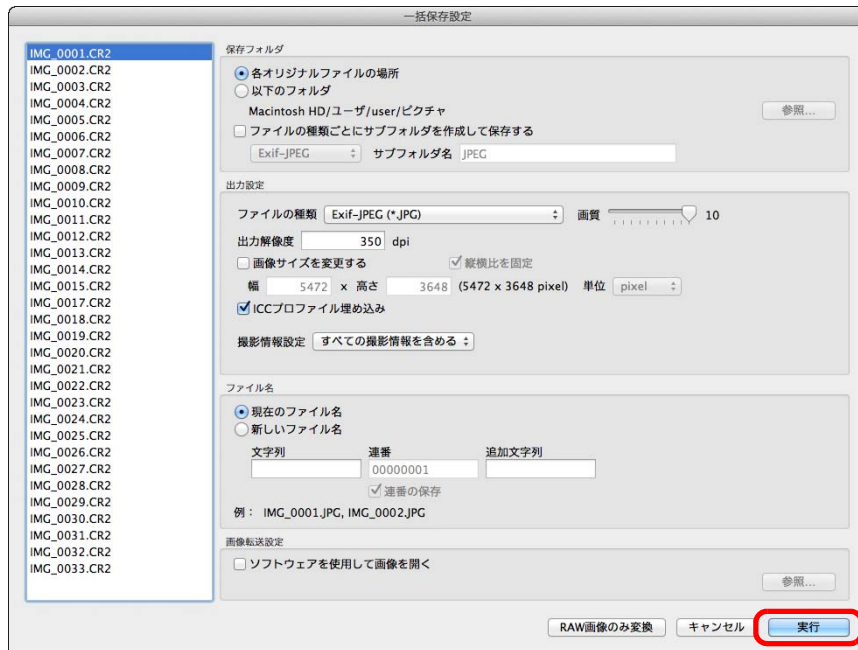 一括保存設定
IMG_0001.CR2
IMG_0002.CR2
IMG_0003.CR2
IMG_0004.CR2
IMG_0005.CR2
IMG_0006.CR2
IMG_0007.CR2
IMG_0008.CR2
IMG_0009.CR2
IMG_0010.CR2
IMG_0011.CR2
IMG_0012.CR2
IMG_0013.CR2
IMG_0014.CR2
IMG_0015.CR2
IMG_0017.CR2
IMG_0018.CR2
IMG_0019.CR2
IMG_0020.CR2
IMG_0021.CR2
IMG_0022.CR2
IMG_0023.CR2
IMG_0024.CR2
IMG_0025.CR2
IMG_0026.CR2
IMG_0027.CR2
IMG_0028.CR2
IMG_0029.CR2
IMG_0030.CR2
IMG_0031.CR2
IMG_0032.CR2
IMG_0033.CR2
保存フォルダ
各オリジナルファイルの場所
以下のフォルダ
Macintosh HD/ユーザ/user/ピクチャ 参照...
ファイルの種類ごとにサブフォルダを作成して保存する
Exif-JPEG サブフォルダ名 JPEG
出力設定
ファイルの種類 Exif-JPEG (*.JPG) 画質 10
出力解像度 350 dpi
画像サイズを変更する 縦横比を固定
幅 5472 x 高さ 3648 (5472 x 3648 pixel) 単位 pixel
ICCプロファイル埋め込み
撮影情報設定 すべての撮影情報を含める
ファイル名
現在のファイル名
新しいファイル名
文字列 連番 追加文字列
00000001
連番の保存
例： IMG_0001.JPG, IMG_0002.JPG
画像転送設定
ソフトウェアを使用して画像を開く
参照...
RAW画像のみ変換 キャンセル 実行